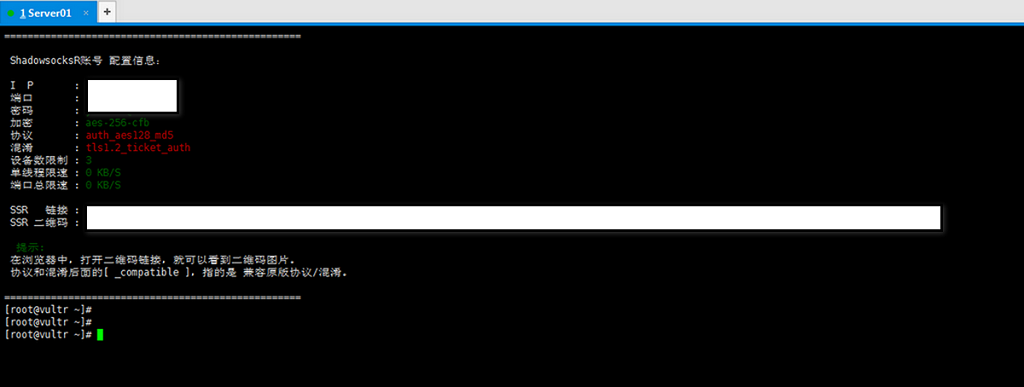 1 Server01 × +
==================================================
ShadowsocksR账号 配置信息：
I P :
端口 :
密码 :
加密 : aes-256-cfb
协议 : auth_aes128_md5
混淆 : tls1.2_ticket_auth
设备数限制 : 3
单线程限速 : 0 KB/S
端口总限速 : 0 KB/S
SSR 链接 :
SSR 二维码 :
提示:
在浏览器中，打开二维码链接，就可以看到二维码图片。
协议和混淆后面的[ _compatible ]，指的是 兼容原版协议/混淆。
==================================================
[root@vultr ~]#
[root@vultr ~]#
[root@vultr ~]#